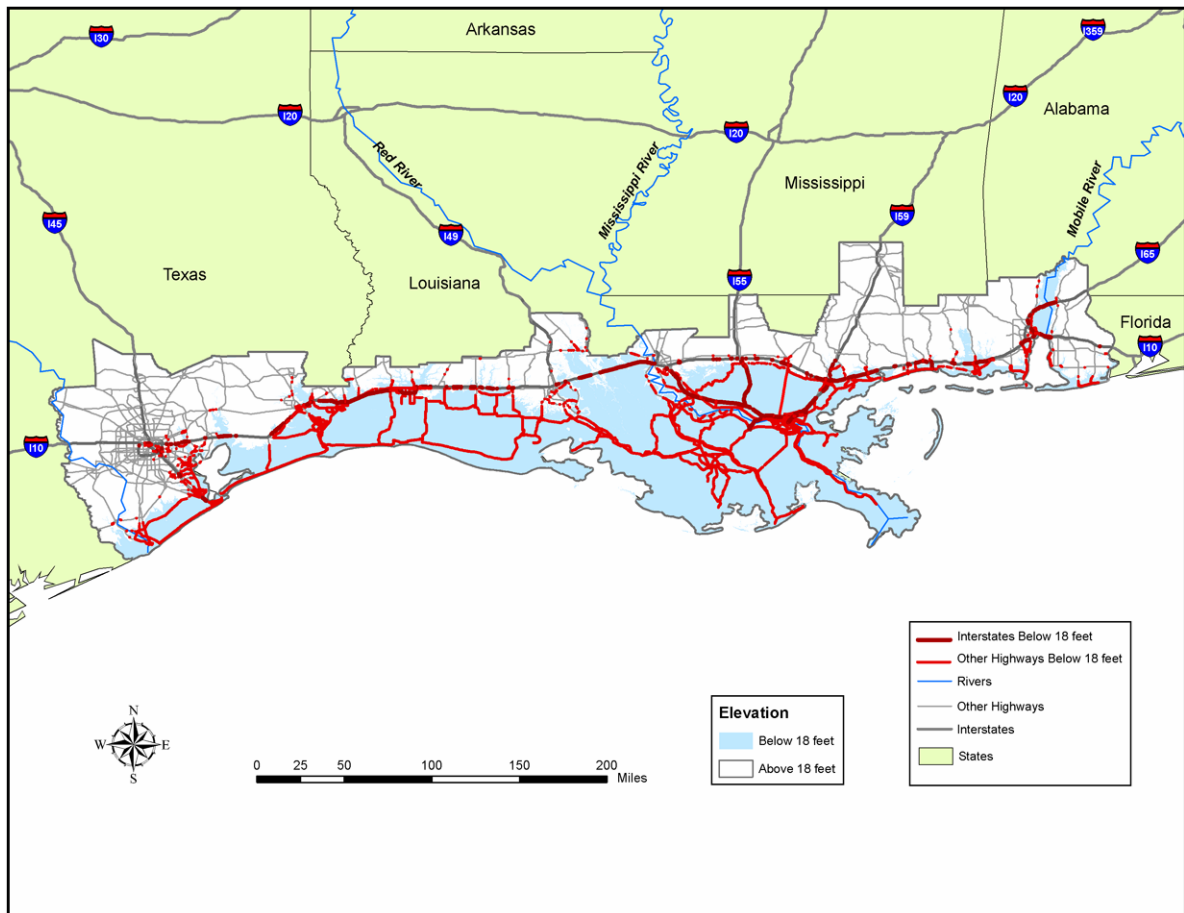 Arkansas
I30
I359
I20
I20
I20
Alabama
Red River
Mississippi River
Mississippi
Mobile River
I45
I49
I59
I65
Texas
Louisiana
I55
Florida
I10
I10
Interstates Below 18 feet
Other Highways Below 18 feet
Rivers
Other Highways
Interstates
States
Elevation
Below 18 feet
Above 18 feet
N
W E
S
0 25 50 100 150 200
Miles